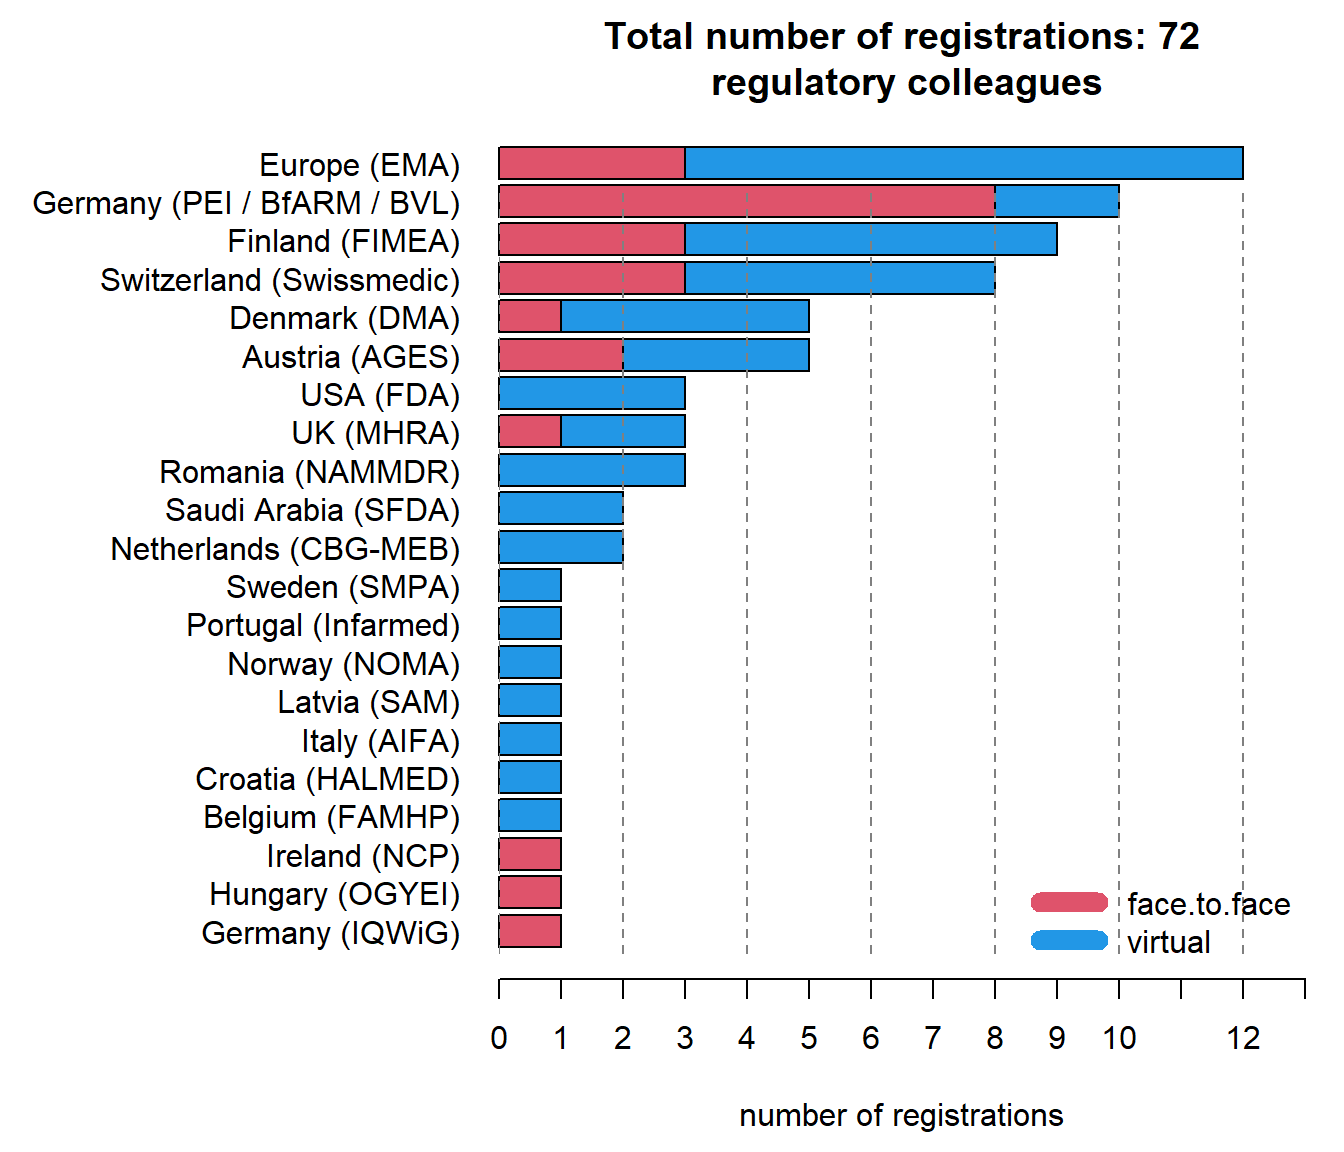 Total number of registrations: 72
regulatory colleagues
Europe (EMA)
Germany (PEI / BfARM / BVL)
Finland (FIMEA)
Switzerland (Swissmedic)
Denmark (DMA)
Austria (AGES)
USA (FDA)
UK (MHRA)
Romania (NAMMDR)
Saudi Arabia (SFDA)
Netherlands (CBG-MEB)
Sweden (SMPA)
Portugal (Infarmed)
Norway (NOMA)
Latvia (SAM)
Italy (AIFA)
Croatia (HALMED)
Belgium (FAMHP)
Ireland (NCP)
Hungary (OGYEI)
Germany (IQWiG)
face.to.face
virtual
0 1 2 3 4 5 6 7 8 9 10 12
number of registrations